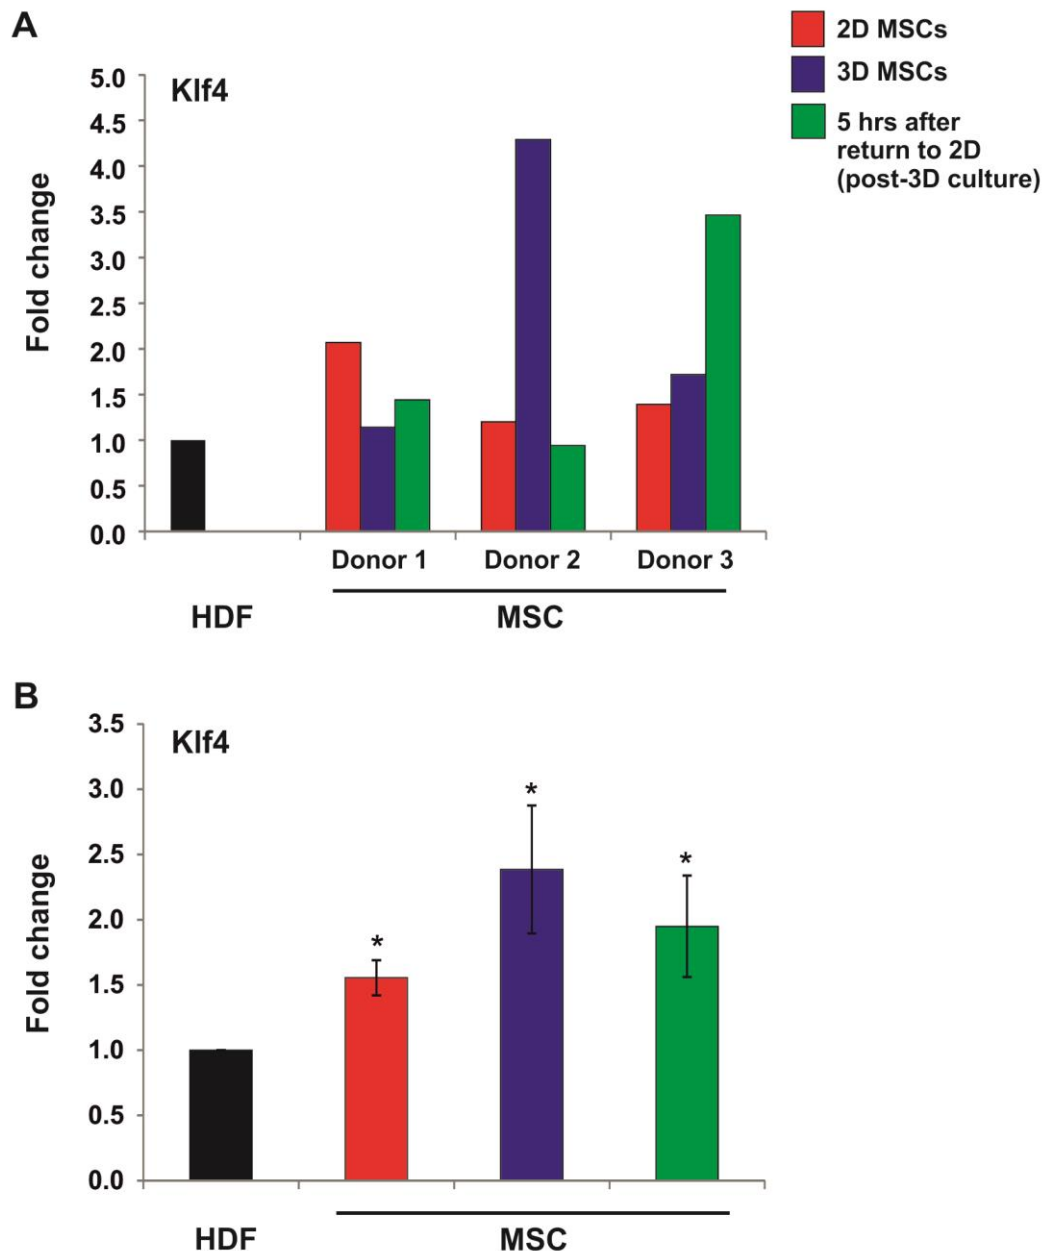 A
2D MSCs
3D MSCs
5 hrs after
return to 2D
(post-3D culture)
Klf4
Fold change
5.0
4.5
4.0
3.5
3.0
2.5
2.0
1.5
1.0
0.5
0.0
Donor 1 Donor 2 Donor 3
HDF MSC
B
Klf4
Fold change
3.5
3.0
2.5
2.0
1.5
1.0
0.5
0.0
* * *
HDF MSC